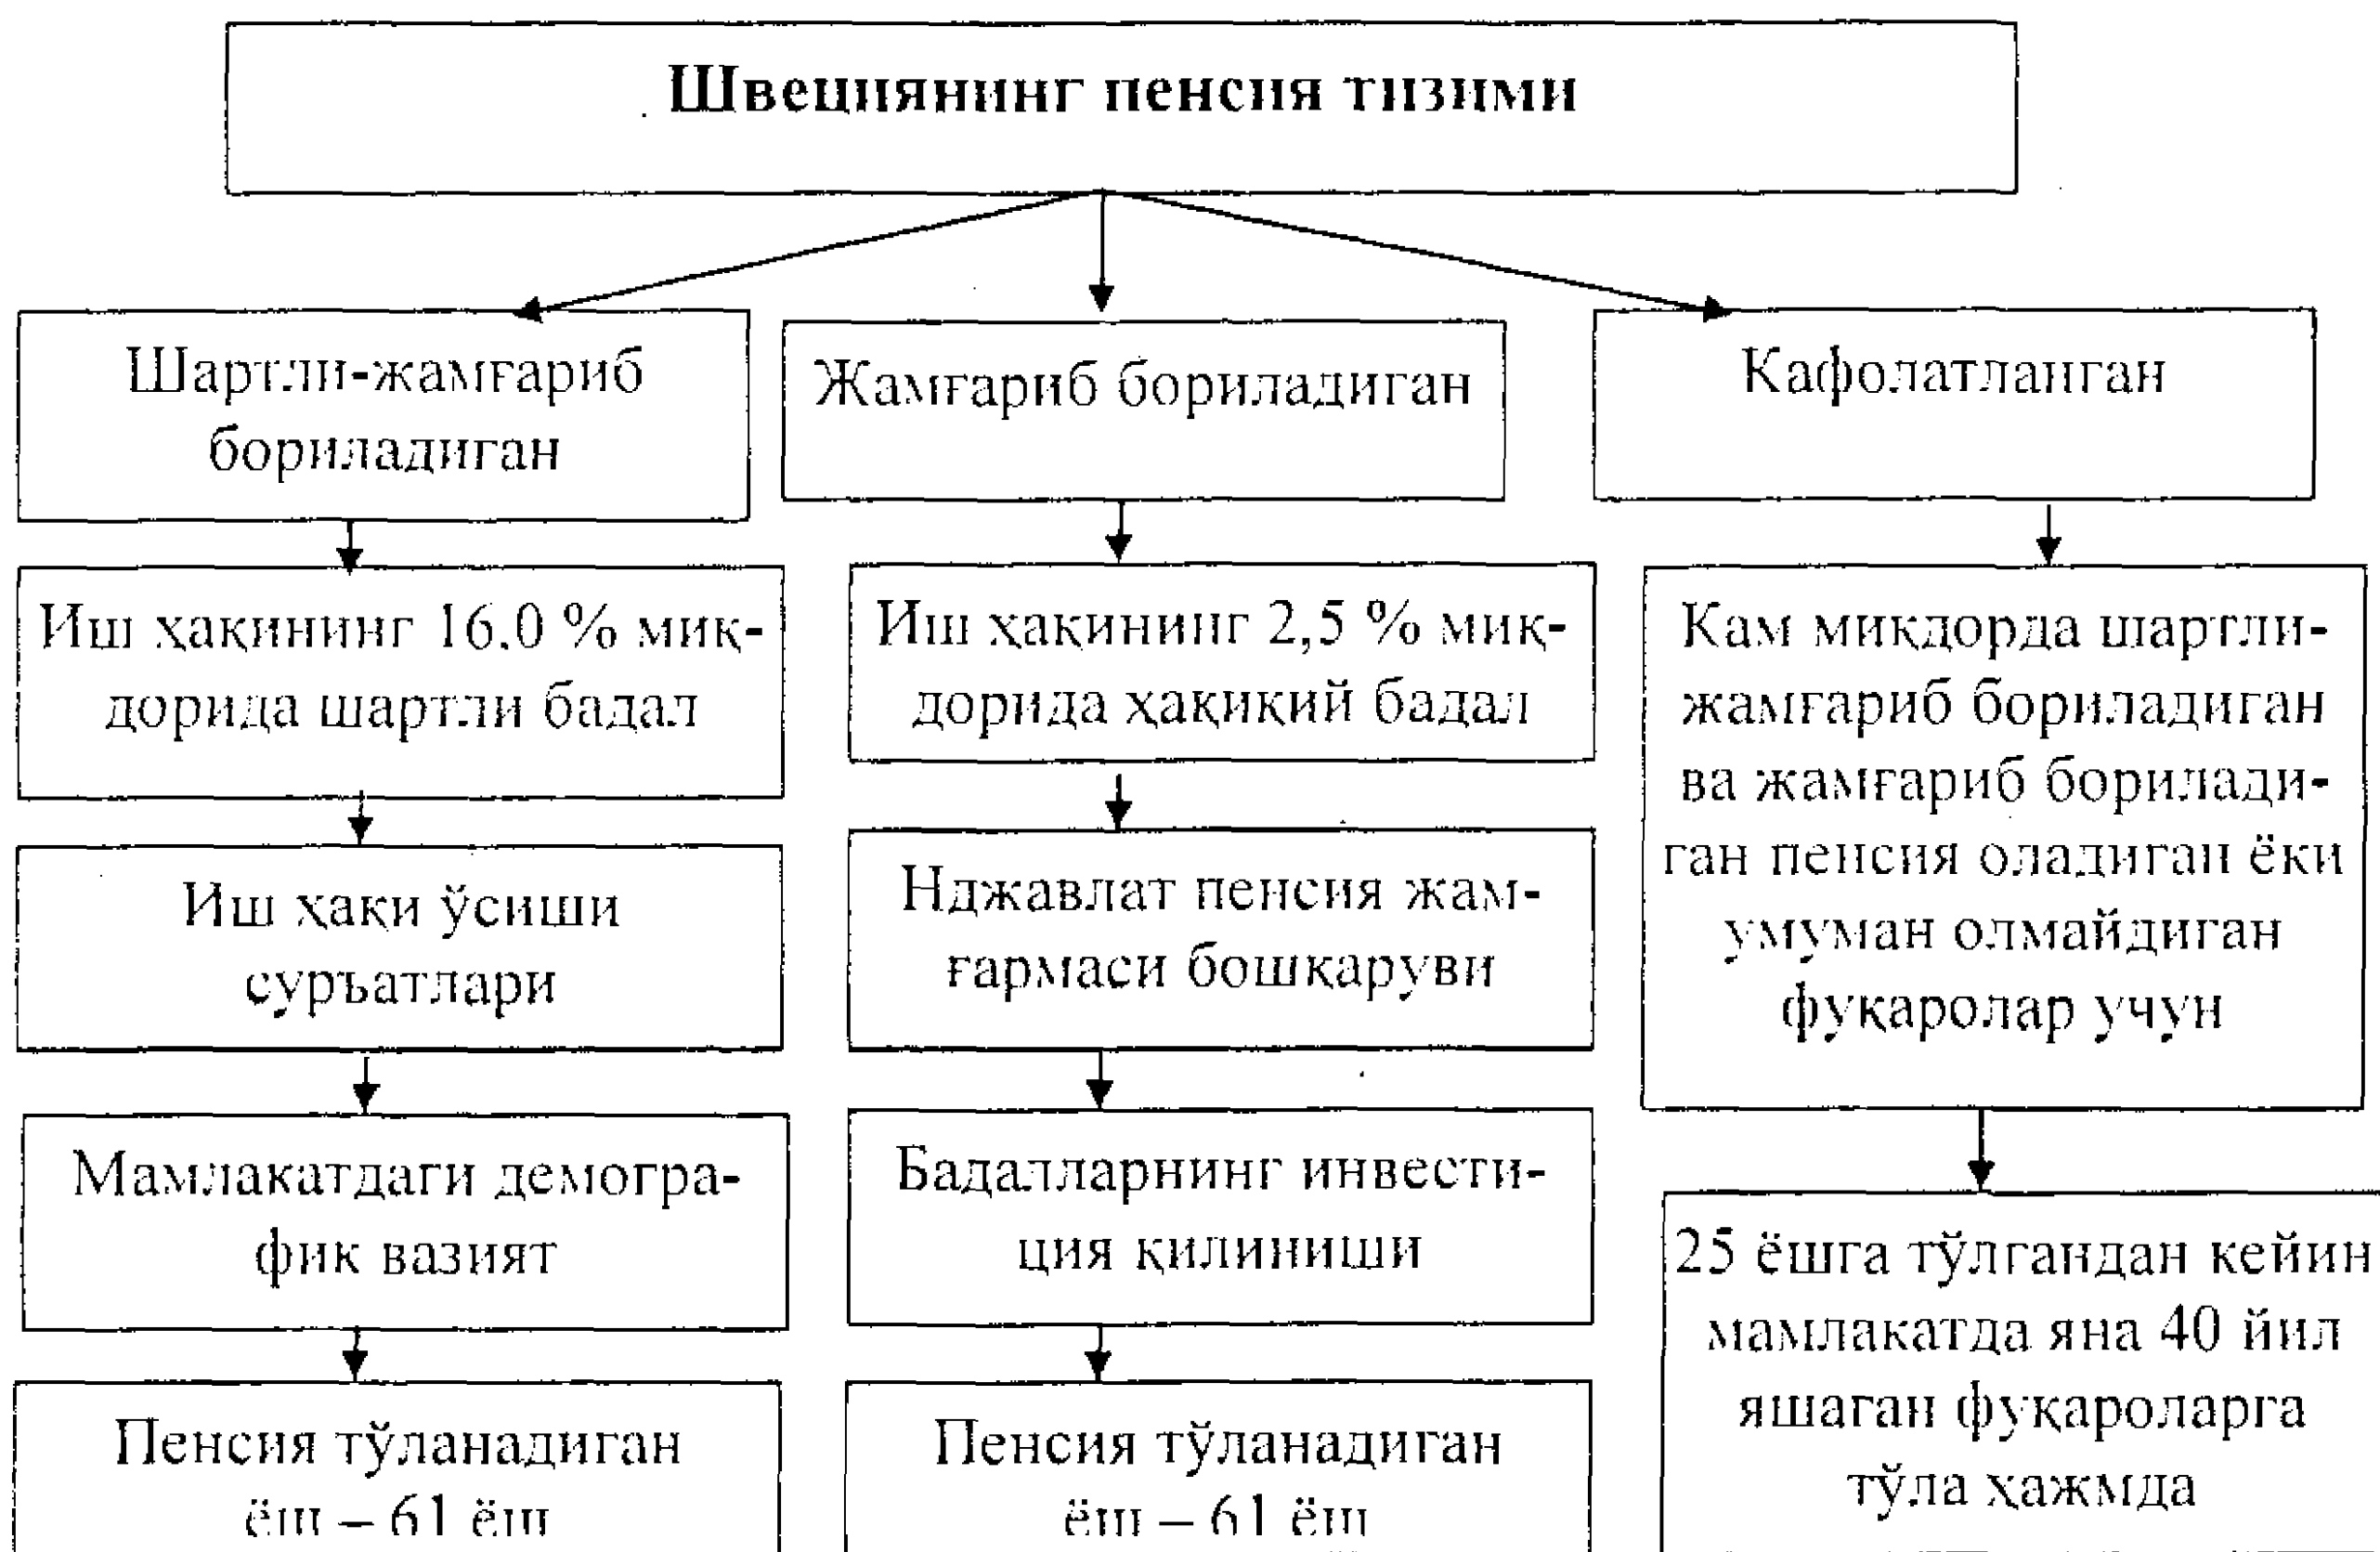 Швециянинг пенсия тизими
Шартли-жамғариб
бориладиган
Жамғариб бориладиган
Кафолатланган
Иш ҳақининг 16.0 % миқ-
дорида шартли бадал
Иш ҳақи ўсиши
суръатлари
Мамлакатдаги демогра-
фик вазият
Пенсия тўланадиган
ёш – 61 ёш
Иш ҳақининг 2,5 % миқ-
дорида ҳақиқий бадал
Нджавлат пенсия жам-
ғармаси бошқаруви
Бадалларнинг инвести-
ция қилиниши
Пенсия тўланадиган
ёш – 61 ёш
Кам миқдорда шартли-
жамғариб бориладиган
ва жамғариб борилади-
ган пенсия оладиган ёки
умуман олмайдиган
фуқаролар учун
25 ёшга тўлгандан кейин
мамлакатда яна 40 йил
яшаган фуқароларга
тўла ҳажмда